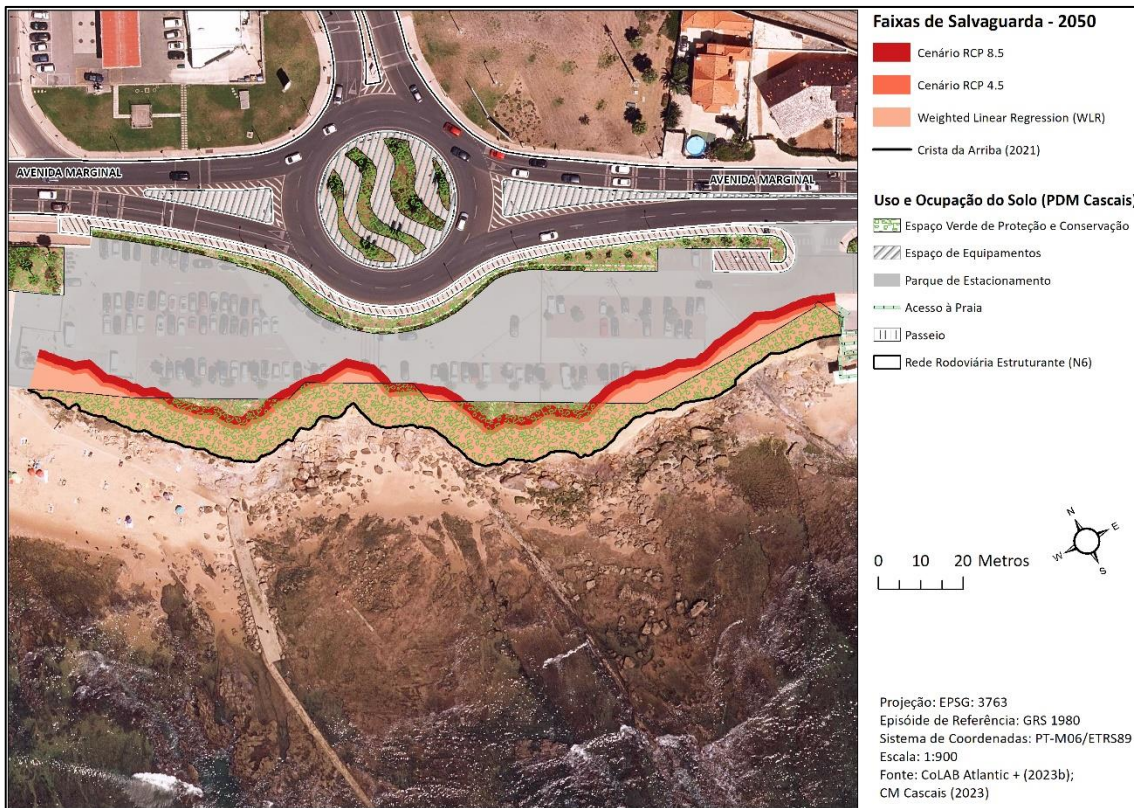 Faixas de Salvaguarda - 2050
Cenário RCP 8.5
Cenário RCP 4.5
Weighted Linear Regression (WLR)
Crista da Arriba (2021)
AVENIDA MARGINAL
AVENIDA MARGINAL
Uso e Ocupação do Solo (PDM Cascais)
Espaço Verde de Proteção e Conservação
Espaço de Equipamentos
Parque de Estacionamento
Acesso à Praia
Passeio
Rede Rodoviária Estruturante (N6)
N
E
W
S
0 10 20 Metros
Projeção: EPSG: 3763
Episóide de Referência: GRS 1980
Sistema de Coordenadas: PT-M06/ETRS89
Escala: 1:900
Fonte: CoLAB Atlantic + (2023b);
CM Cascais (2023)